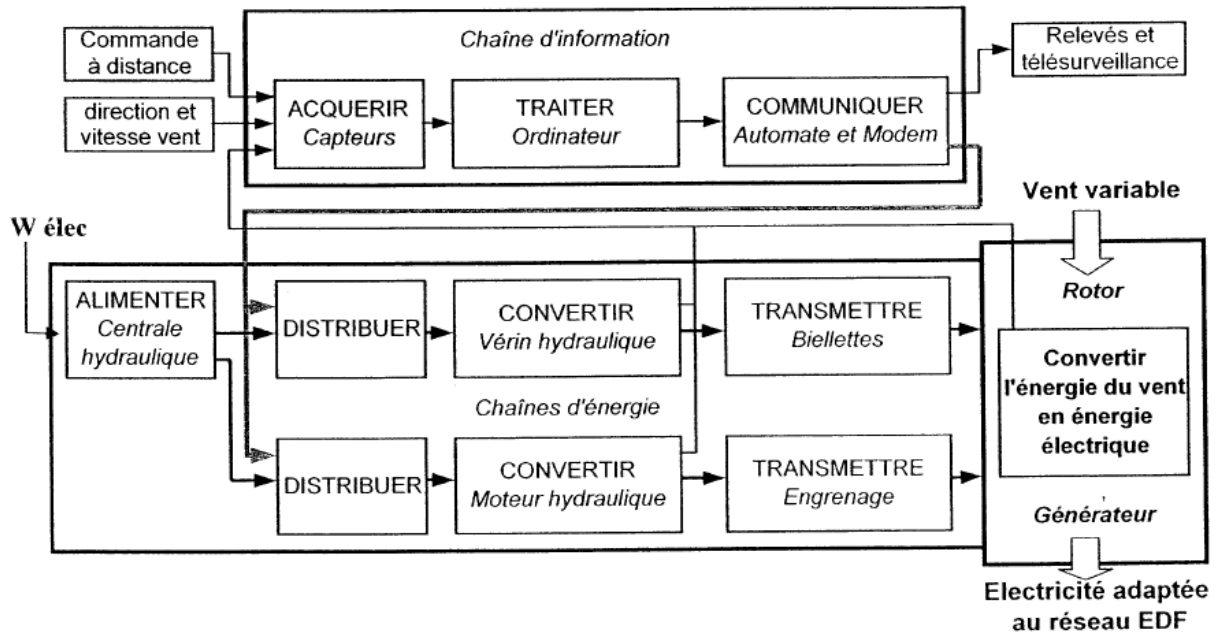 Chaîne d'information
Commande
à distance
direction et
vitesse vent
ACQUERIR
Capteurs
TRAITER
Ordinateur
COMMUNIQUER
Automate et Modem
Relevés et
télésurveillance
W élec
Vent variable
ALIMENTER
Centrale
hydraulique
DISTRIBUER
CONVERTIR
Vérin hydraulique
TRANSMETTRE
Biellettes
Chaînes d'énergie
DISTRIBUER
CONVERTIR
Moteur hydraulique
TRANSMETTRE
Engrenage
Rotor
Convertir
l'énergie du vent
en énergie
électrique
Générateur
Electricité adaptée
au réseau EDF